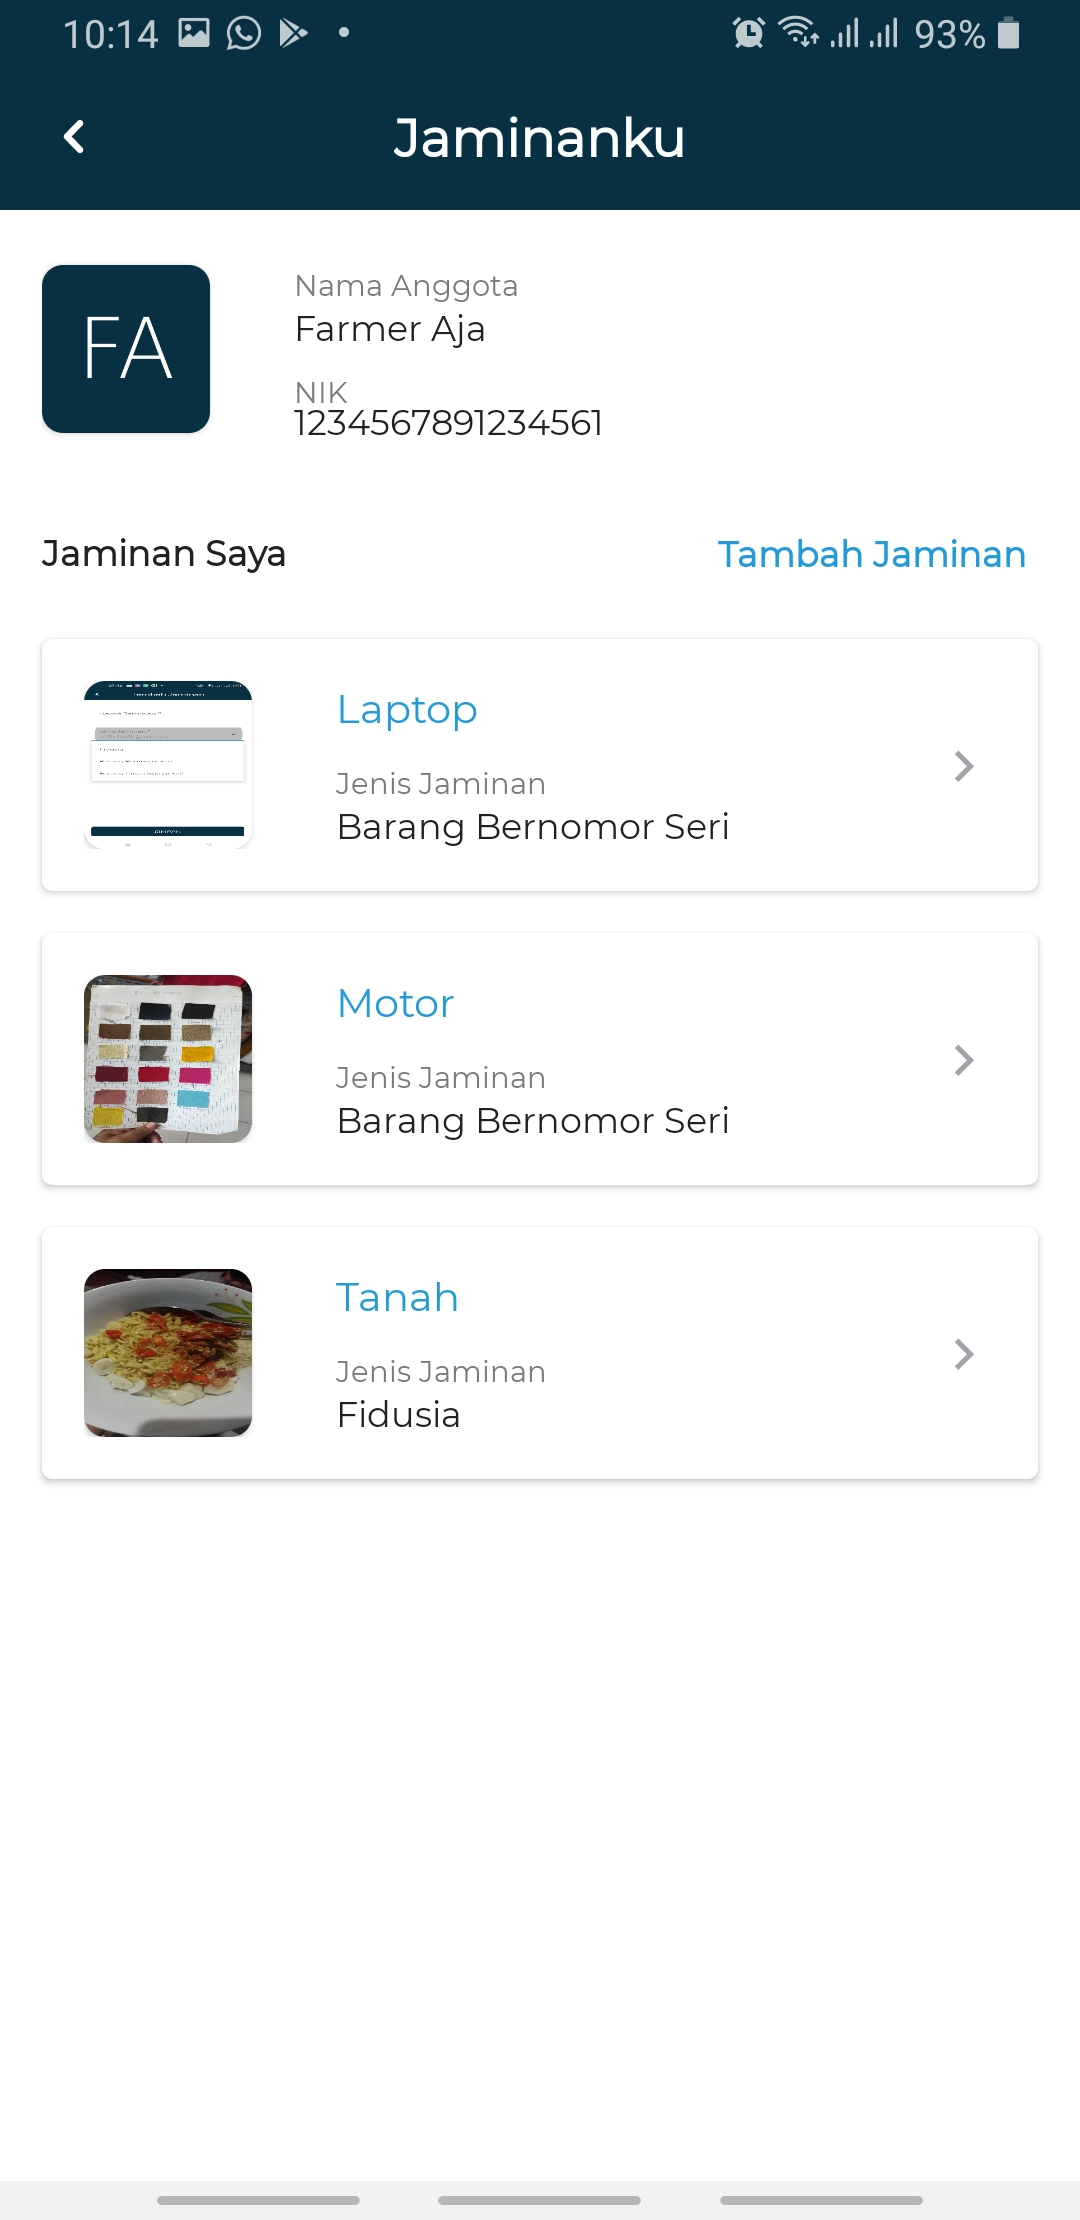 10:14 93%
Jaminanku
FA
Nama Anggota
Farmer Aja
NIK
1234567891234561
Jaminan Saya
Tambah Jaminan
Laptop
Jenis Jaminan
Barang Bernomor Seri
Motor
Jenis Jaminan
Barang Bernomor Seri
Tanah
Jenis Jaminan
Fidusia